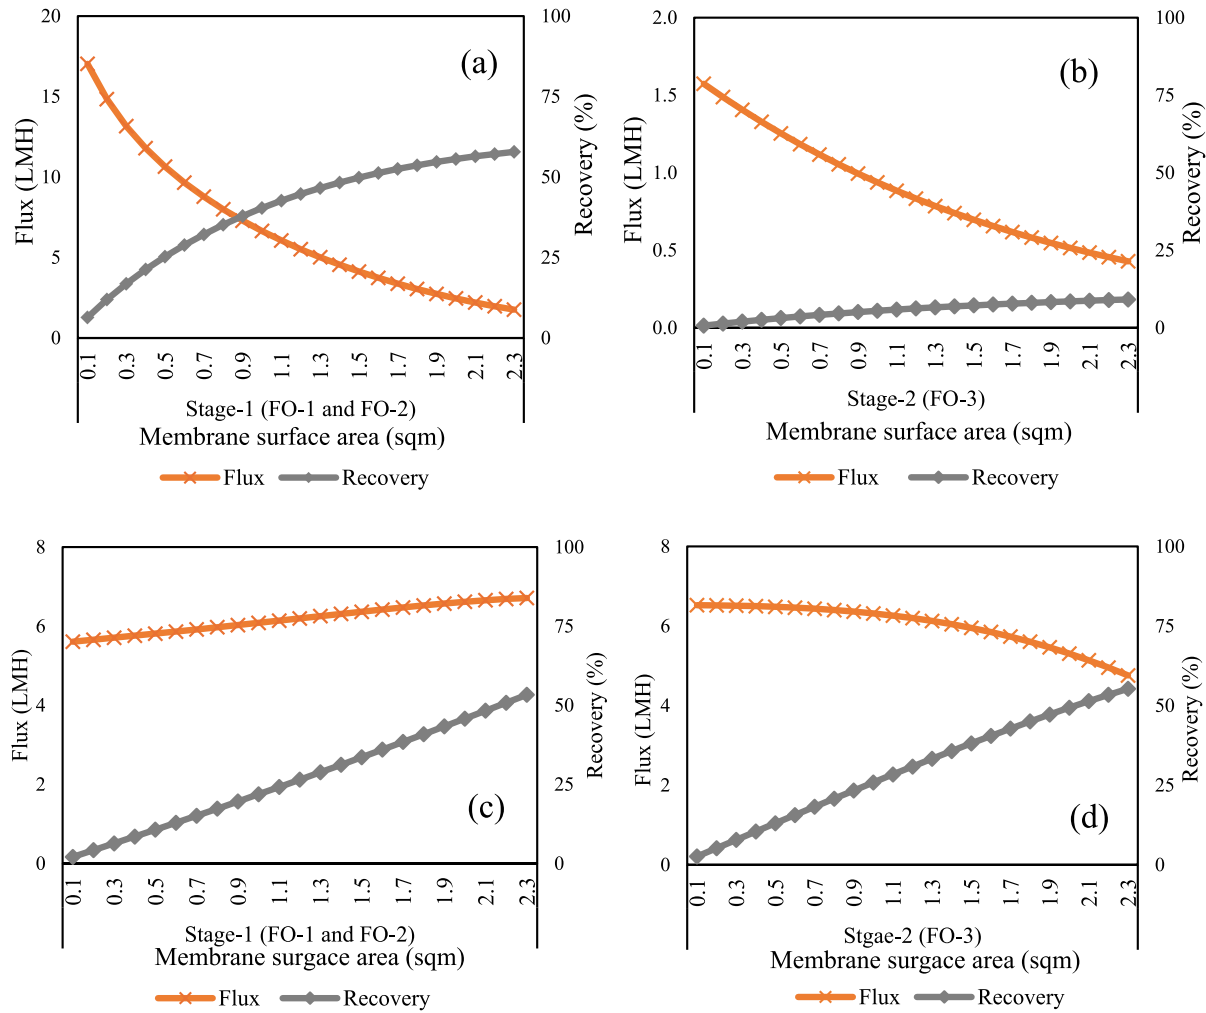 20
15
10
5
0
Flux (LMH)
(a)
100
75
50
25
0
Recovery (%)
0.1 0.3 0.5 0.7 0.9 1.1 1.3 1.5 1.7 1.9 2.1 2.3
Stage-1 (FO-1 and FO-2)
Membrane surface area (sqm)
Flux Recovery
2.0
1.5
1.0
0.5
0.0
Flux (LMH)
(b)
100
75
50
25
0
Recovery (%)
0.1 0.3 0.5 0.7 0.9 1.1 1.3 1.5 1.7 1.9 2.1 2.3
Stage-2 (FO-3)
Membrane surface area (sqm)
Flux Recovery
8
6
4
2
0
Flux (LMH)
(c)
100
75
50
25
0
Recovery (%)
0.1 0.3 0.5 0.7 0.9 1.1 1.3 1.5 1.7 1.9 2.1 2.3
Stage-1 (FO-1 and FO-2)
Membrane surgace area (sqm)
Flux Recovery
8
6
4
2
0
Flux (LMH)
(d)
100
75
50
25
0
Recovery (%)
0.1 0.3 0.5 0.7 0.9 1.1 1.3 1.5 1.7 1.9 2.1 2.3
Stgae-2 (FO-3)
Membrane surgace area (sqm)
Flux Recovery